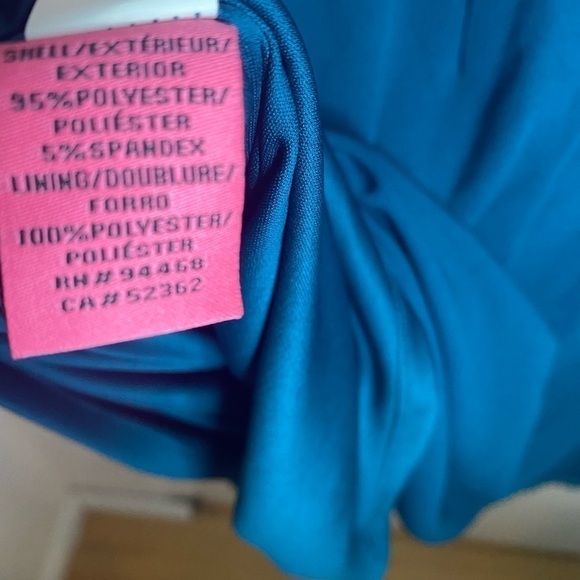 SHELL/EXTÉRIEUR/
EXTERIOR
95%POLYESTER/
POLIÉSTER
5%SPANDEX
LINING/DOUBLURE/
FORRO
100%POLYESTER/
POLIÉSTER
RN#94468
CA#52362